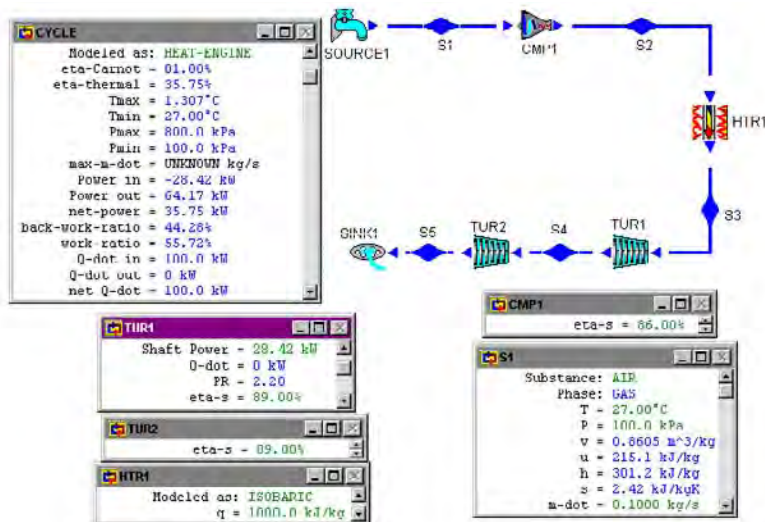 CYCLE
Modeled as: HEAT-ENGINE
eta-Carnot = 81.00%
eta-thermal = 35.75%
Tmax = 1.307°C
Tmin = 27.00°C
Pmax = 800.0 kPa
Pmin = 100.0 kPa
max-m-dot = UNKNOWN kg/s
Power in = -28.42 kW
Power out = 64.17 kW
net-power = 35.75 kW
back-work-ratio = 44.28%
work-ratio = 55.72%
Q-dot in = 100.0 kW
Q-dot out = 0 kW
net Q-dot = 100.0 kW
SOURCE1
S1
CMP1
S2
HTR1
S3
SINK1
S5
TUR2
S4
TUR1
TUR1
Shaft Power = 28.42 kW
Q-dot = 0 kW
PR = 2.20
eta-s = 89.00%
TUR2
eta-s = 89.00%
HTR1
Modeled as: ISOBARIC
q = 1000.0 kJ/kg
CMP1
eta-s = 86.00%
S1
Substance: AIR
Phase: GAS
T = 27.00°C
P = 100.0 kPa
v = 0.8605 m^3/kg
u = 215.1 kJ/kg
h = 301.2 kJ/kg
s = 2.42 kJ/kgK
m-dot = 0.1000 kg/s